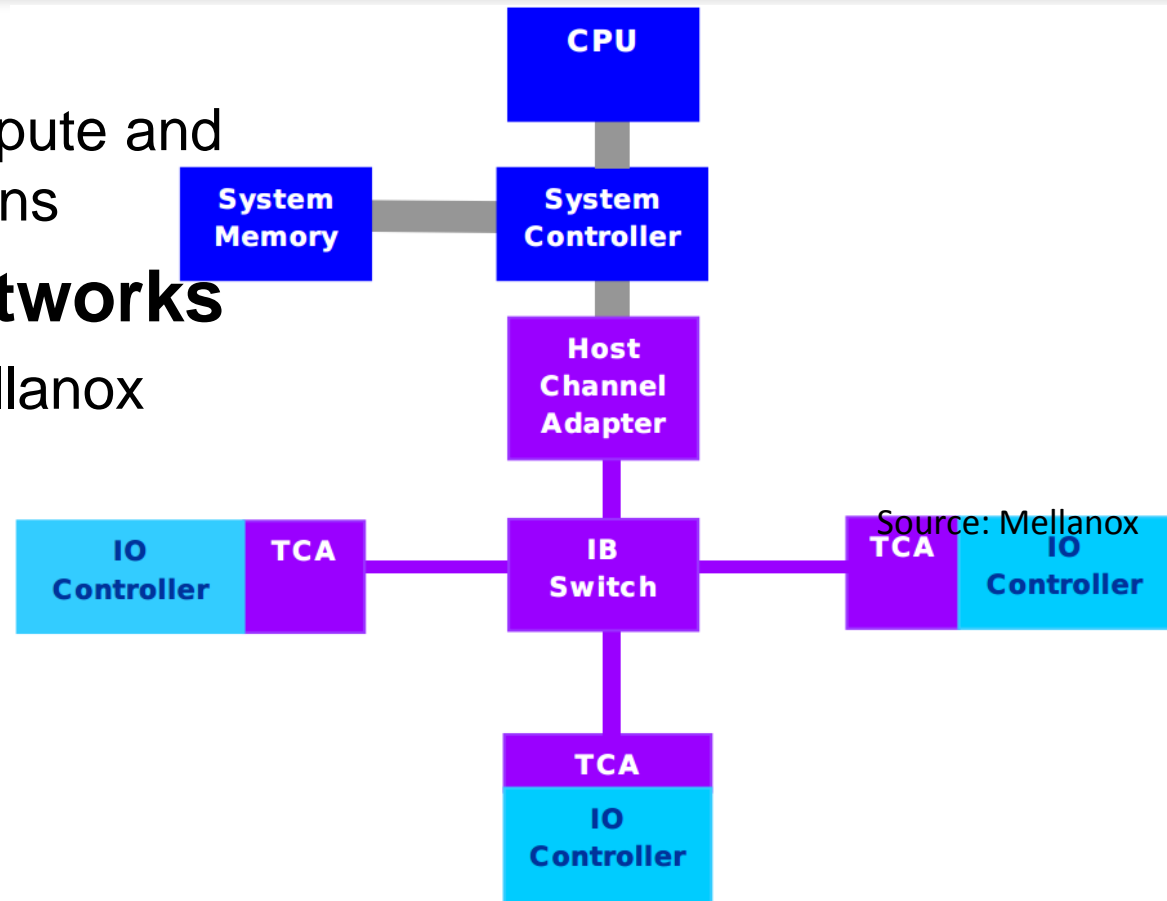 CPU
pute and
ns
System
Memory
System
Controller
tworks
Host
Channel
Adapter
llanox
Source: Mellanox
IO
Controller
TCA
IB
Switch
TCA
IO
Controller
TCA
IO
Controller